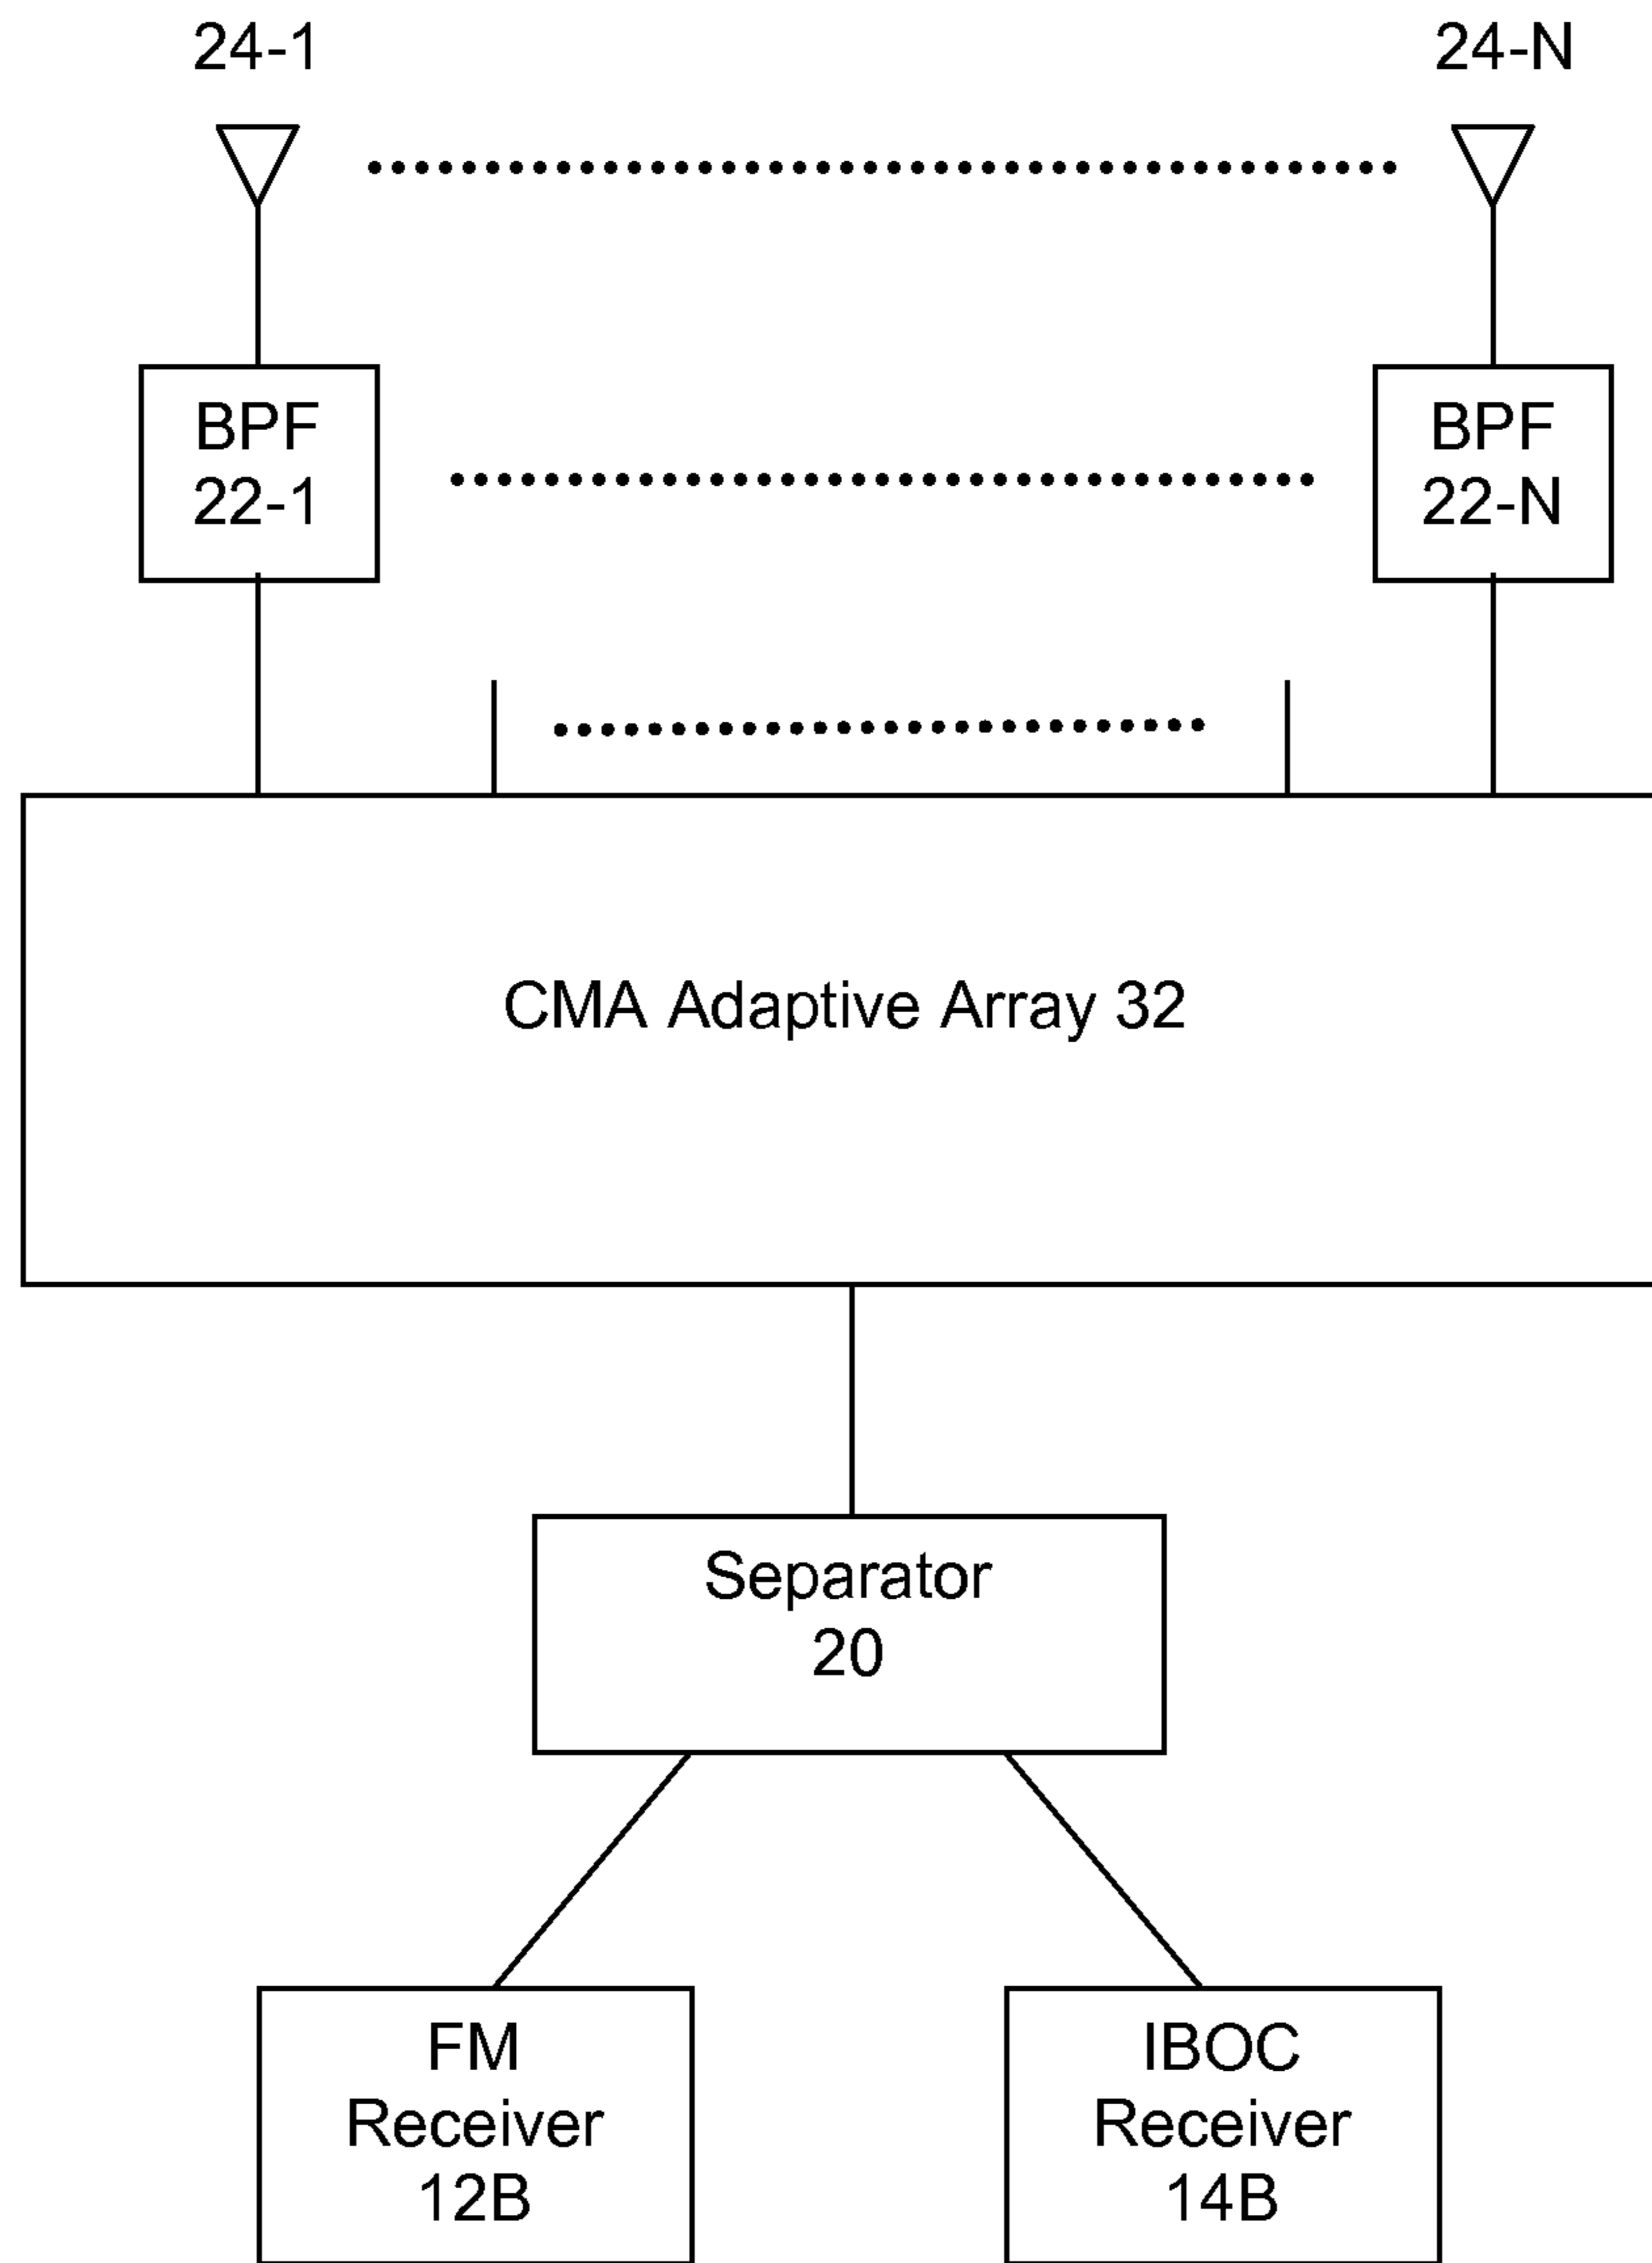 24-1
24-N
BPF
22-1
BPF
22-N
CMA Adaptive Array 32
Separator
20
FM
Receiver
12B
IBOC
Receiver
14B